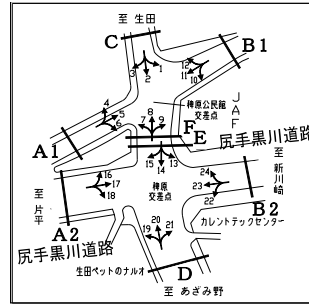 至 生田
C
B1
3
2
1
12
11
10
4
5
6
8
7
9
稗原公民館
交差点
JAF
F
E
A1
15
14
13
16
17
18
稗原
交差点
尻手黒川道路
至 新川崎
24
23
22
B2
至 片平
A2
尻手黒川道路
カレントテックセンター
20
19
21
生田ペットのナルオ
D
至 あざみ野